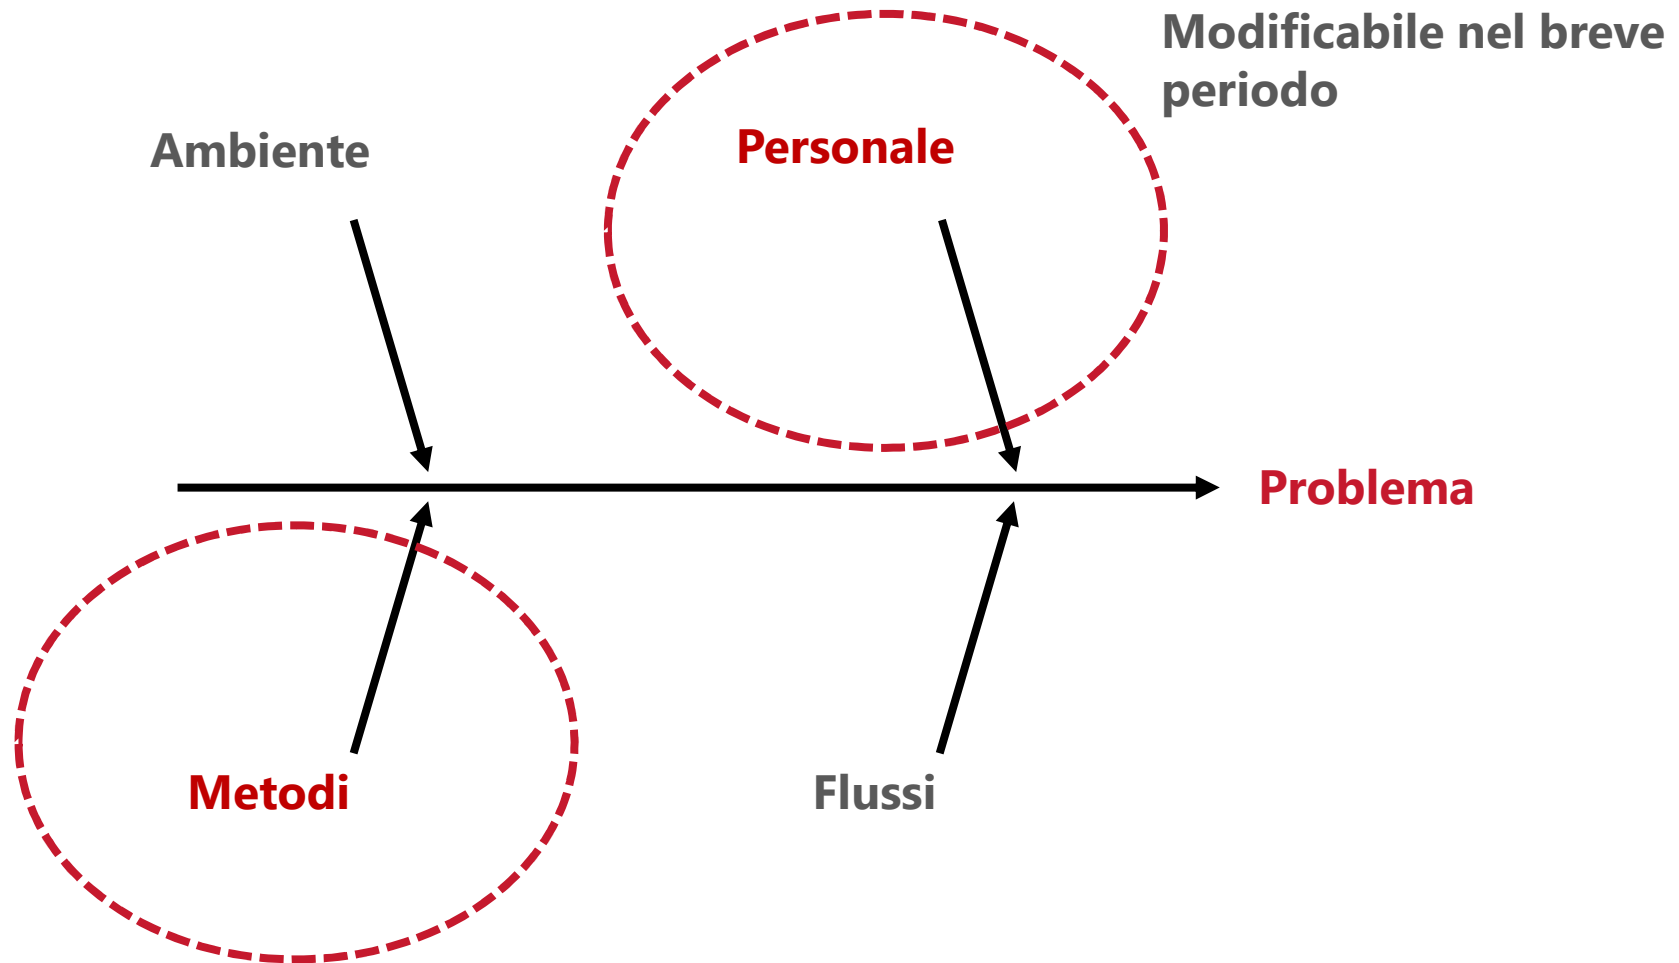 Modificabile nel breve
periodo
Ambiente
Personale
Problema
Metodi
Flussi